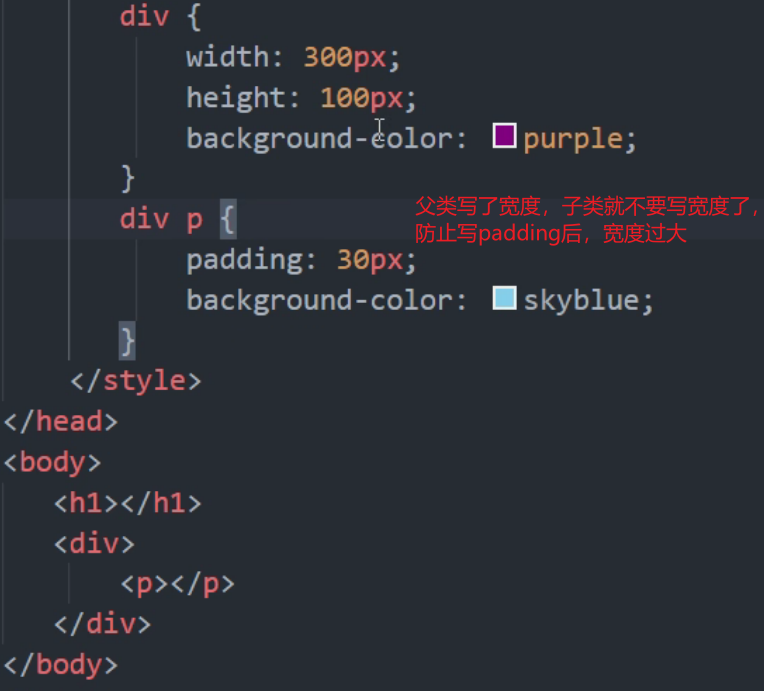 div {
width: 300px;
height: 100px;
background-color: purple;
}
div p {
父类写了宽度，子类就不要写宽度了，
防止写padding后，宽度过大
padding: 30px;
background-color: skyblue;
}
</style>
</head>
<body>
<h1></h1>
<div>
<p></p>
</div>
</body>